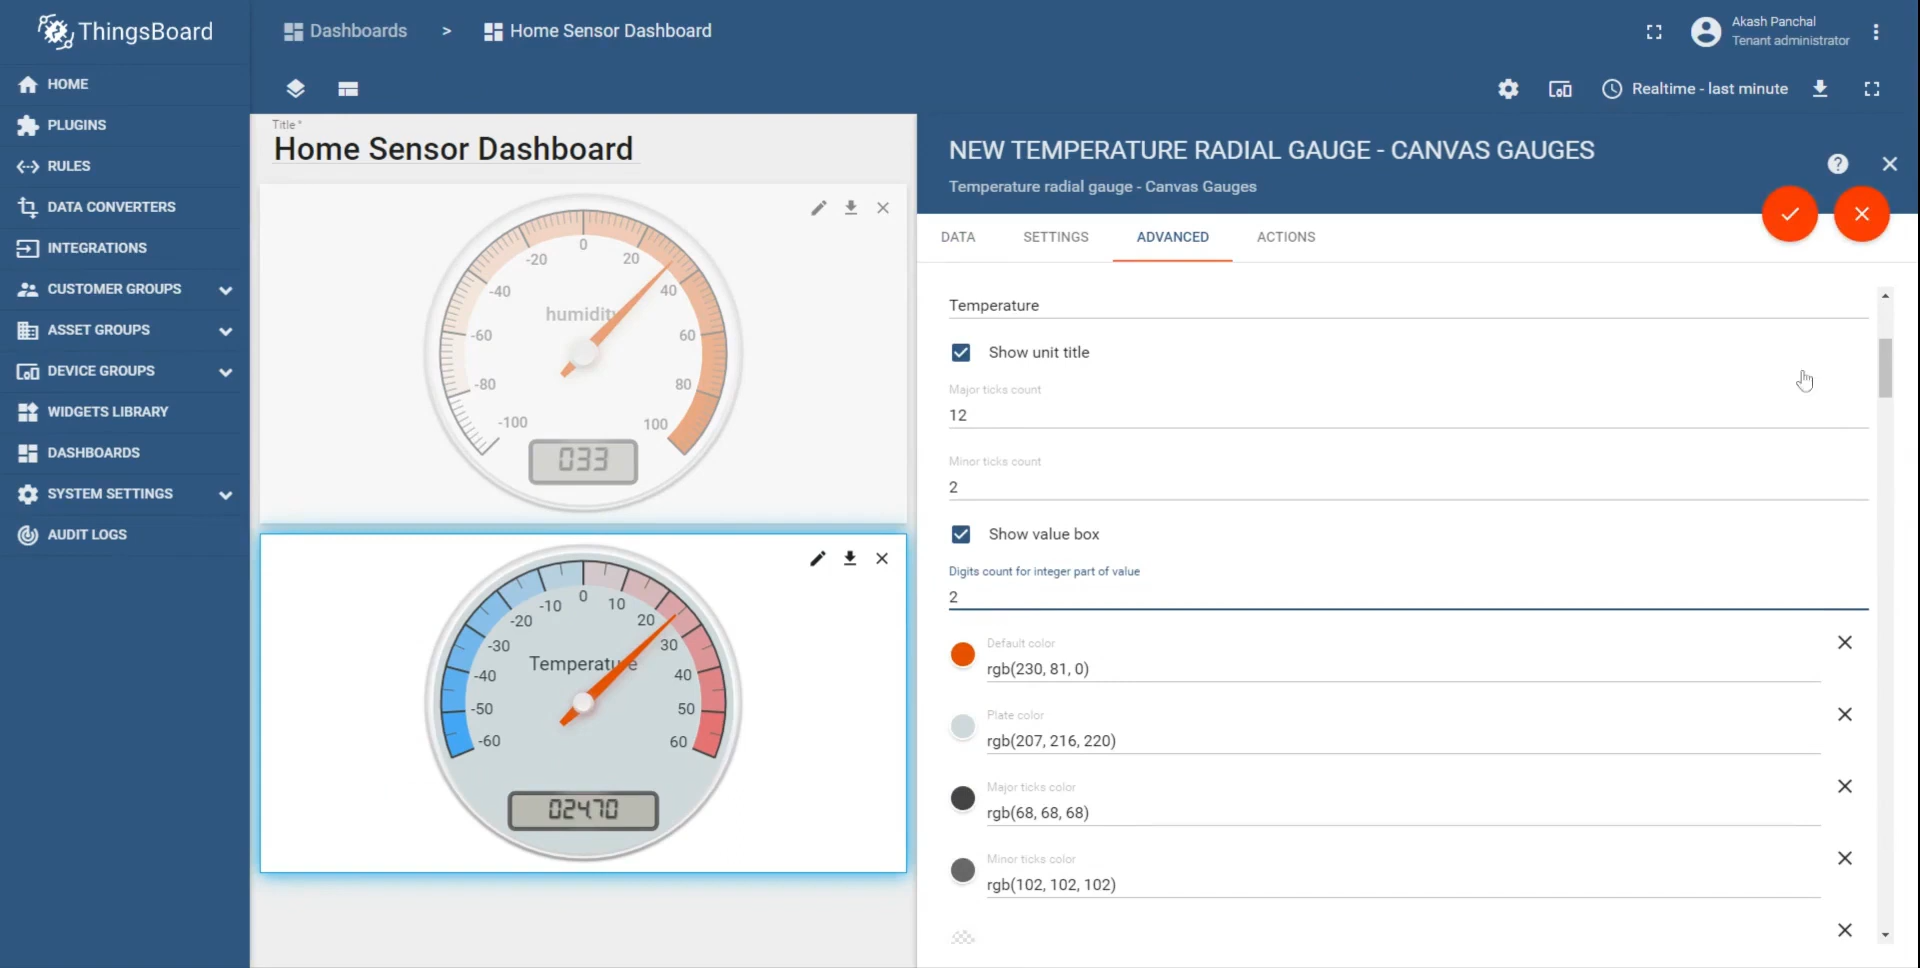 ThingsBoard
Dashboards > Home Sensor Dashboard
Akash Panchal
Tenant administrator
Realtime - last minute
HOME
PLUGINS
RULES
DATA CONVERTERS
INTEGRATIONS
CUSTOMER GROUPS
ASSET GROUPS
DEVICE GROUPS
WIDGETS LIBRARY
DASHBOARDS
SYSTEM SETTINGS
AUDIT LOGS
Title *
Home Sensor Dashboard
-100
-80
-60
-40
-20
0
20
40
60
80
100
humidity
033
-60
-50
-40
-30
-20
-10
0
10
20
30
40
50
60
Temperature
024.70
NEW TEMPERATURE RADIAL GAUGE - CANVAS GAUGES
Temperature radial gauge - Canvas Gauges
DATA SETTINGS ADVANCED ACTIONS
Temperature
Show unit title
Major ticks count
12
Minor ticks count
2
Show value box
Digits count for integer part of value
2
Default color
rgb(230, 81, 0)
Plate color
rgb(207, 216, 220)
Major ticks color
rgb(68, 68, 68)
Minor ticks color
rgb(102, 102, 102)